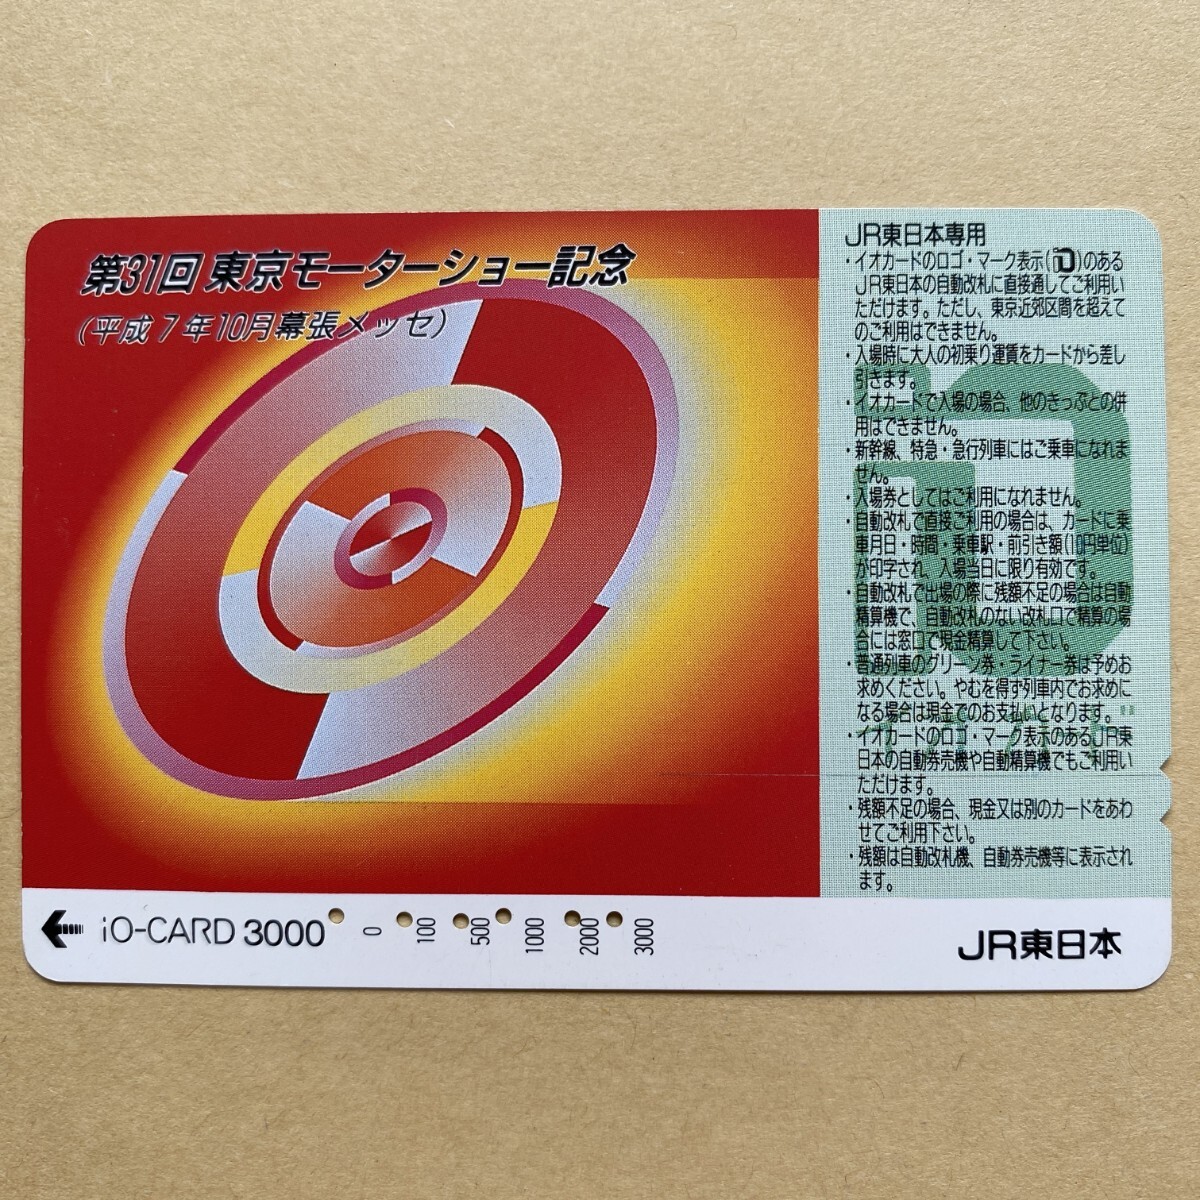 第31回 東京モーターショー記念
(平成7年10月幕張メッセ)
JR東日本専用
・イオカードのロゴ・マーク表示(iO)のある
JR東日本の自動改札に直接通してご利用い
ただけます。ただし、東京近郊区間を超えて
のご利用はできません。
・入場時に大人の初乗り運賃をカードから差し
引きます。
・イオカードで入場の場合、他のきっぷとの併
用はできません。
・新幹線、特急・急行列車にはご乗車になれま
せん。
・入場券としてはご利用になれません。
・自動改札で直接ご利用の場合は、カードに乗
車月日・時間・乗車駅・前引き額(10円単位)
が印字され、入場当日に限り有効です。
・自動改札で出場の際に残額不足の場合は自動
精算機で、自動改札のない改札口で精算の場
合には窓口で現金精算して下さい。
・普通列車のグリーン券・ライナー券は予めお
求めください。やむを得ず列車内でお求めに
なる場合は現金でのお支払いとなります。
・イオカードのロゴ・マーク表示のあるJR東
日本の自動券売機や自動精算機でもご利用い
ただけます。
・残額不足の場合、現金又は別のカードをあわ
せてご利用下さい。
・残額は自動改札機、自動券売機等に表示され
ます。
iO
イオカード
iO-CARD 3000
0 100 500 1000 2000 3000
JR東日本